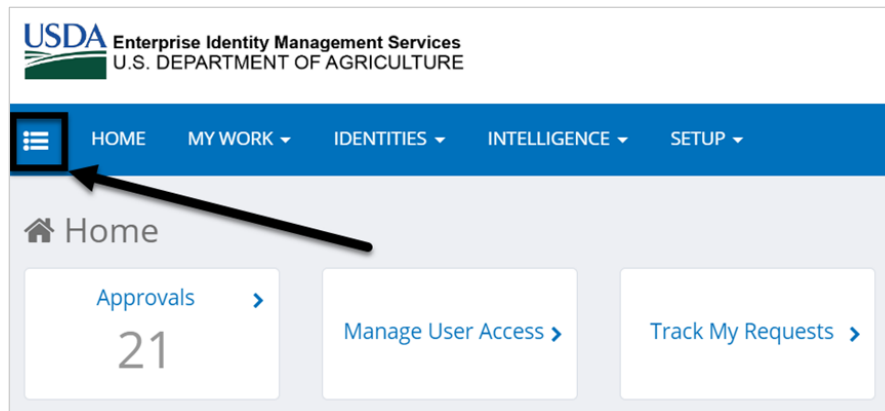 USDA Enterprise Identity Management Services
U.S. DEPARTMENT OF AGRICULTURE
HOME MY WORK IDENTITIES INTELLIGENCE SETUP
Home
Approvals
21
Manage User Access
Track My Requests